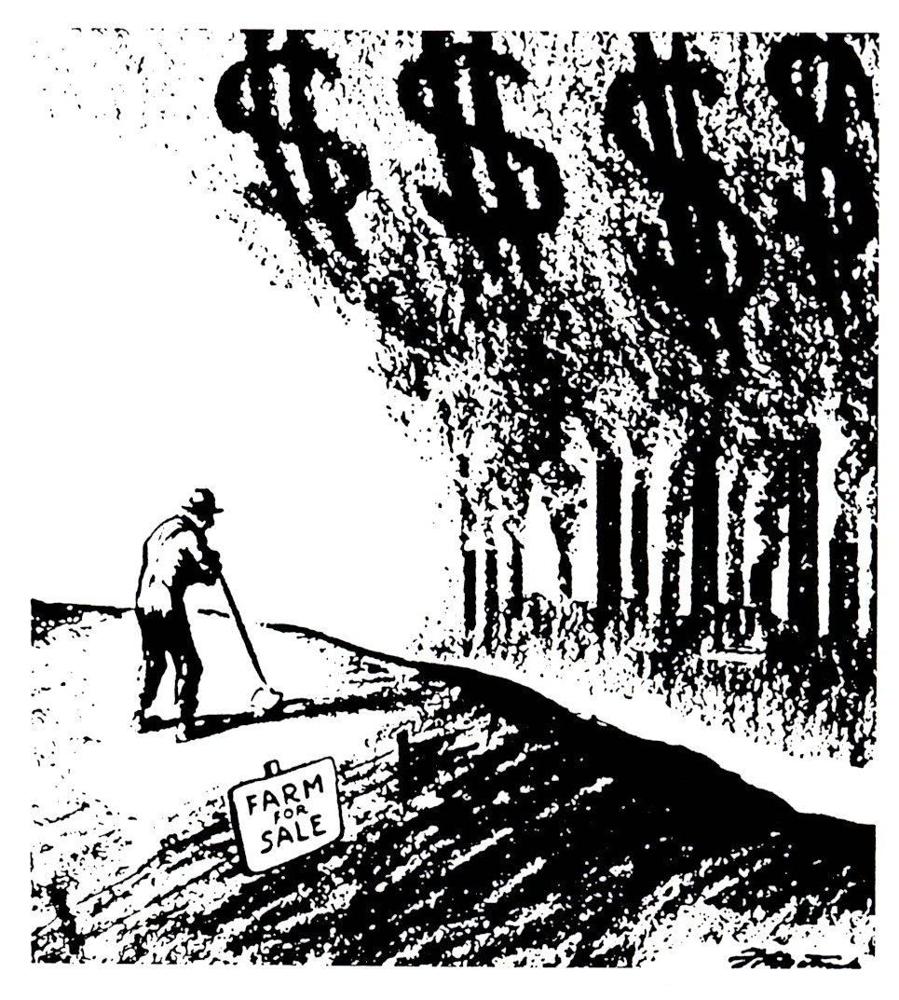 $ $ $ $
FARM
FOR
SALE